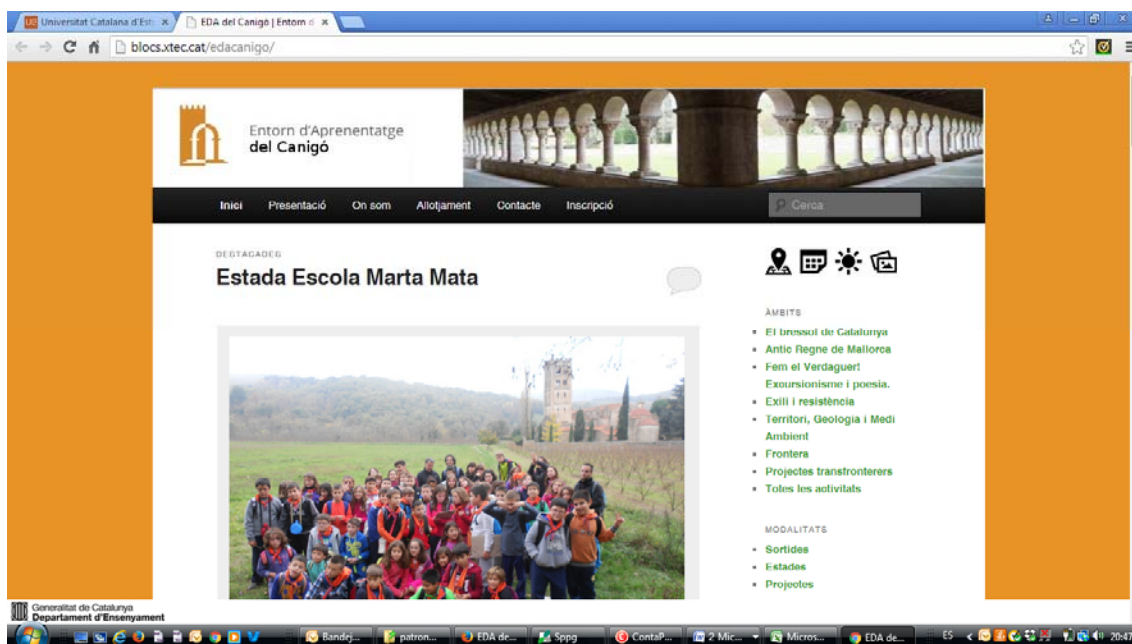 Universitat Catalana d'Est
EDA del Canigó | Entorn d
blocs.xtec.cat/edacanigo/
Entorn d'Aprenentatge
del Canigó
Inici Presentació On som Allotjament Contacte Inscripció Cerca
DESTACADES
Estada Escola Marta Mata
ÀMBITS
El bressol de Catalunya
Antic Regne de Mallorca
Fem el Verdaguer!
Excursionisme i poesia.
Exili i resistència
Territori, Geologia i Medi
Ambient
Frontera
Projectes transfronterers
Totes les activitats
MODALITATS
Sortides
Estades
Projectes
Generalitat de Catalunya
Departament d'Ensenyament
Bandej... patron... EDA de... Sppg ContaP... 2 Mic... Micros... EDA de... ES 20:47